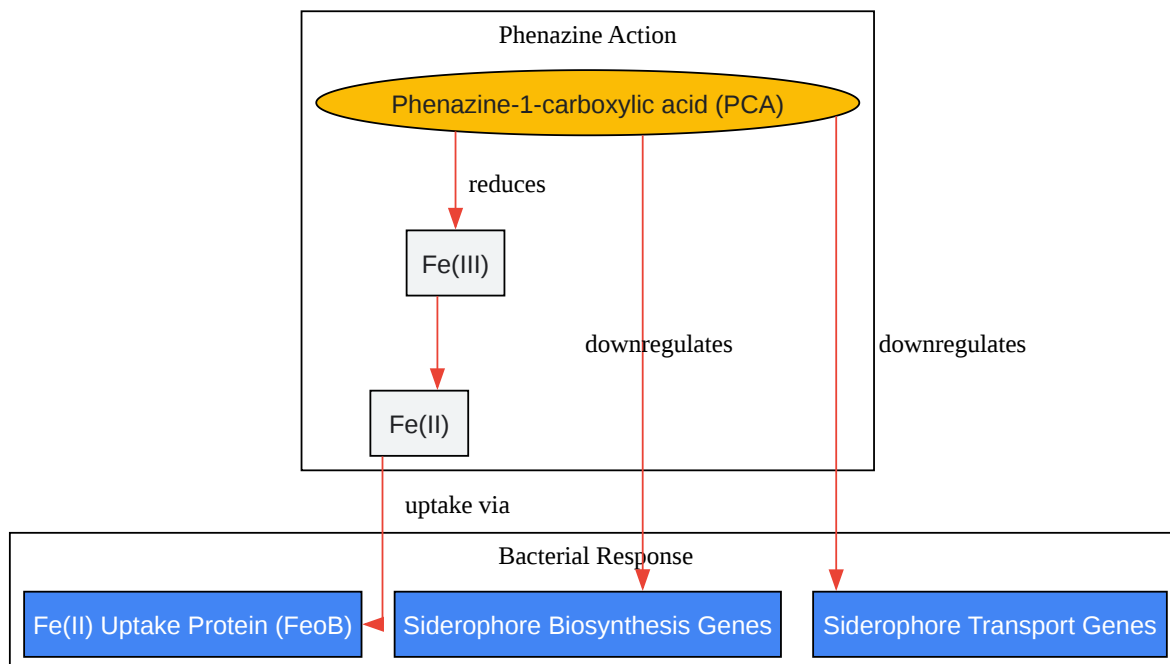 Phenazine Action
Phenazine-1-carboxylic acid (PCA)
reduces
Fe(III)
downregulates
downregulates
Fe(II)
uptake via
Bacterial Response
Fe(II) Uptake Protein (FeoB)
Siderophore Biosynthesis Genes
Siderophore Transport Genes